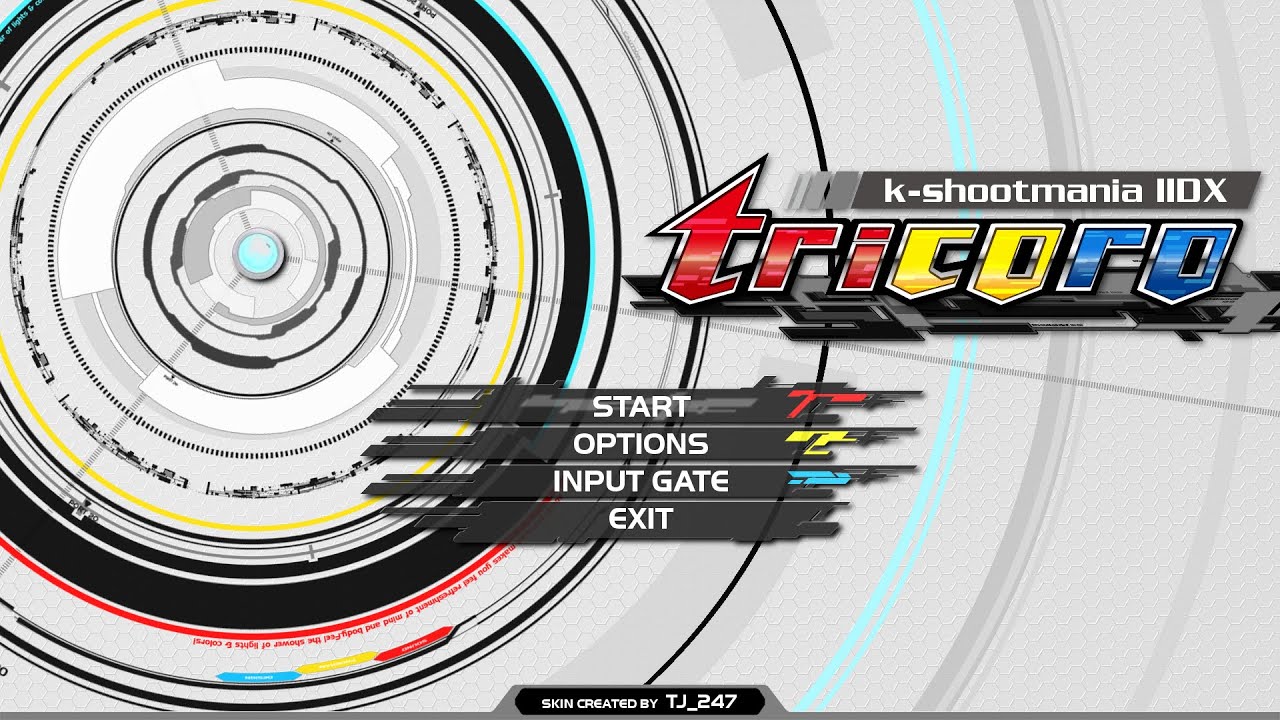 k-shootmania IIDX
tricoro
START
OPTIONS
INPUT GATE
EXIT
makes you feel refreshment of mind and body.Feel the shower of lights & colors!
SKIN CREATED BY TJ_247